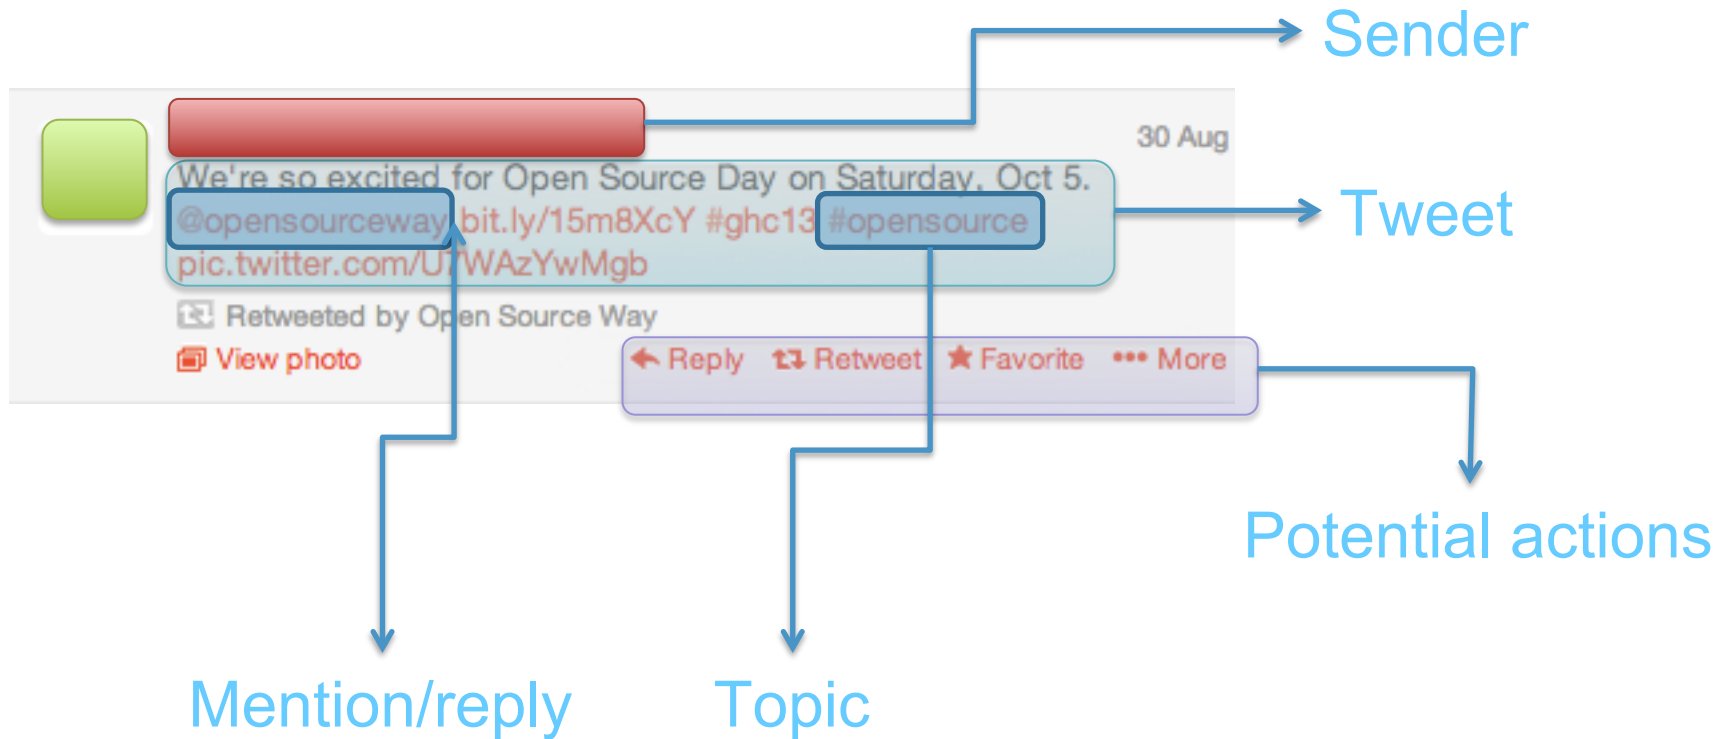 Sender
30 Aug
We're so excited for Open Source Day on Saturday, Oct 5.
@opensourceway bit.ly/15m8XcY #ghc13 #opensource
pic.twitter.com/U7WAzYwMgb
Tweet
Retweeted by Open Source Way
View photo
Reply Retweet Favorite More
Potential actions
Mention/reply
Topic